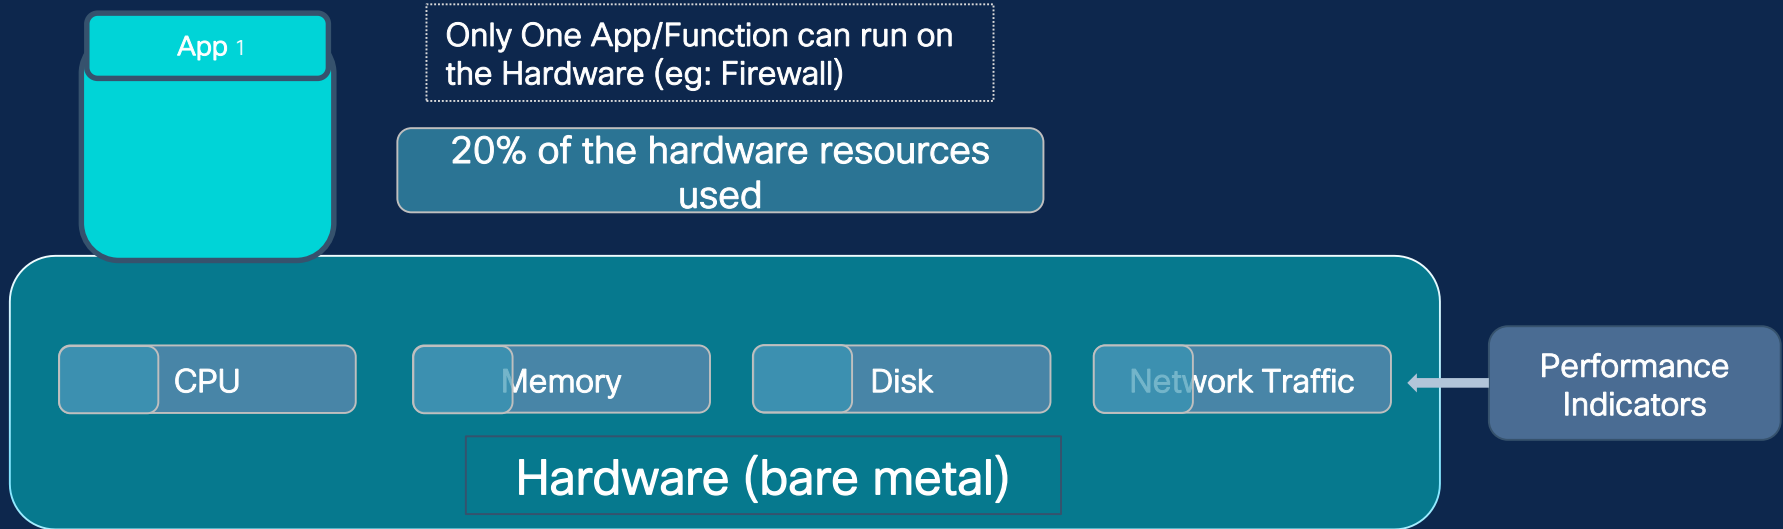 App 1
Only One App/Function can run on
the Hardware (eg: Firewall)
20% of the hardware resources
used
CPU
Memory
Disk
Network Traffic
Performance
Indicators
Hardware (bare metal)